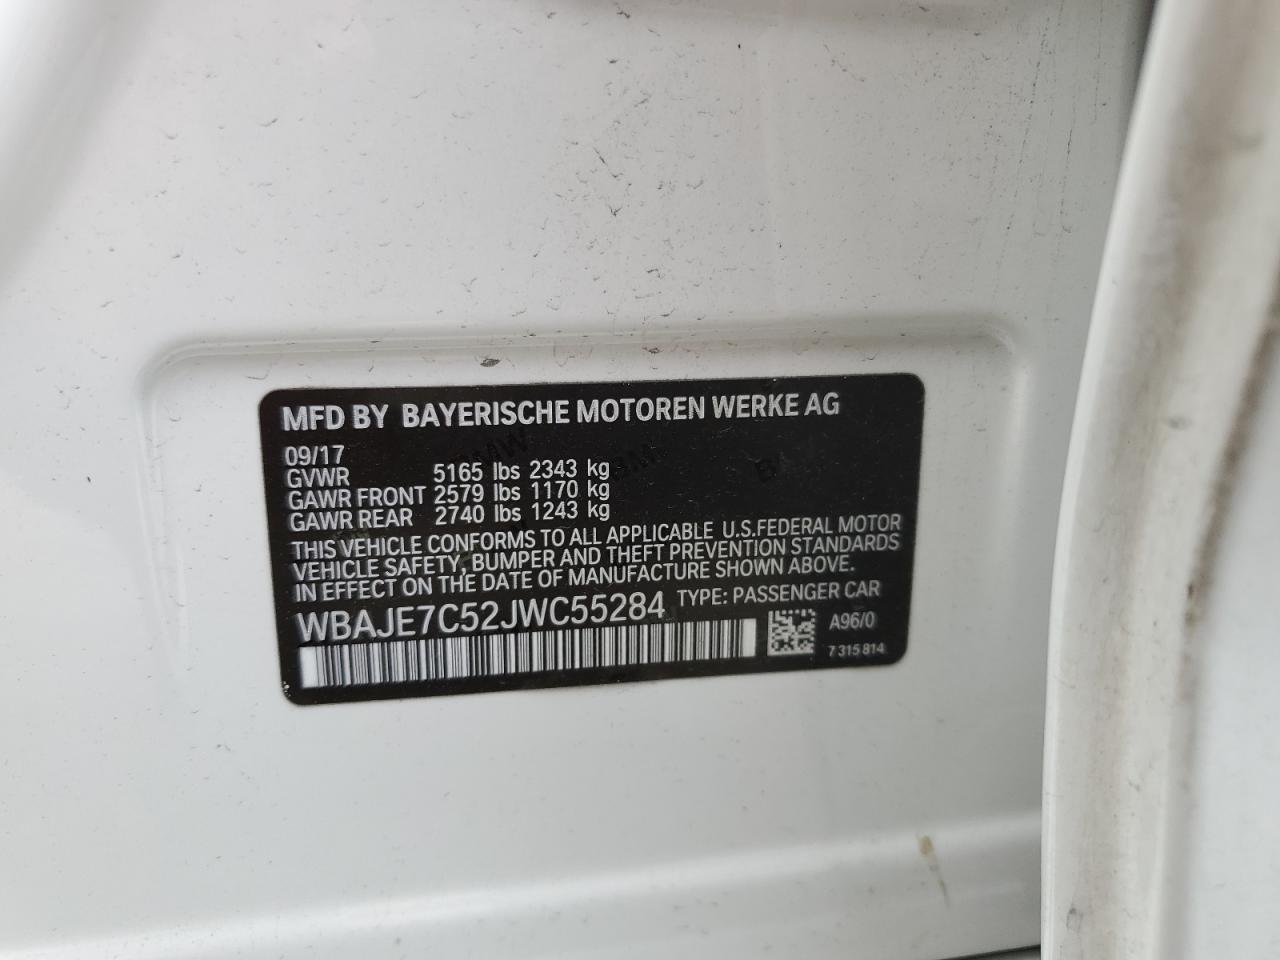 MFD BY BAYERISCHE MOTOREN WERKE AG
09/17
GVWR 5165 lbs 2343 kg
GAWR FRONT 2579 lbs 1170 kg
GAWR REAR 2740 lbs 1243 kg
THIS VEHICLE CONFORMS TO ALL APPLICABLE U.S.FEDERAL MOTOR
VEHICLE SAFETY, BUMPER AND THEFT PREVENTION STANDARDS
IN EFFECT ON THE DATE OF MANUFACTURE SHOWN ABOVE.
WBAJE7C52JWC55284 TYPE: PASSENGER CAR
A96/0
7 315 814